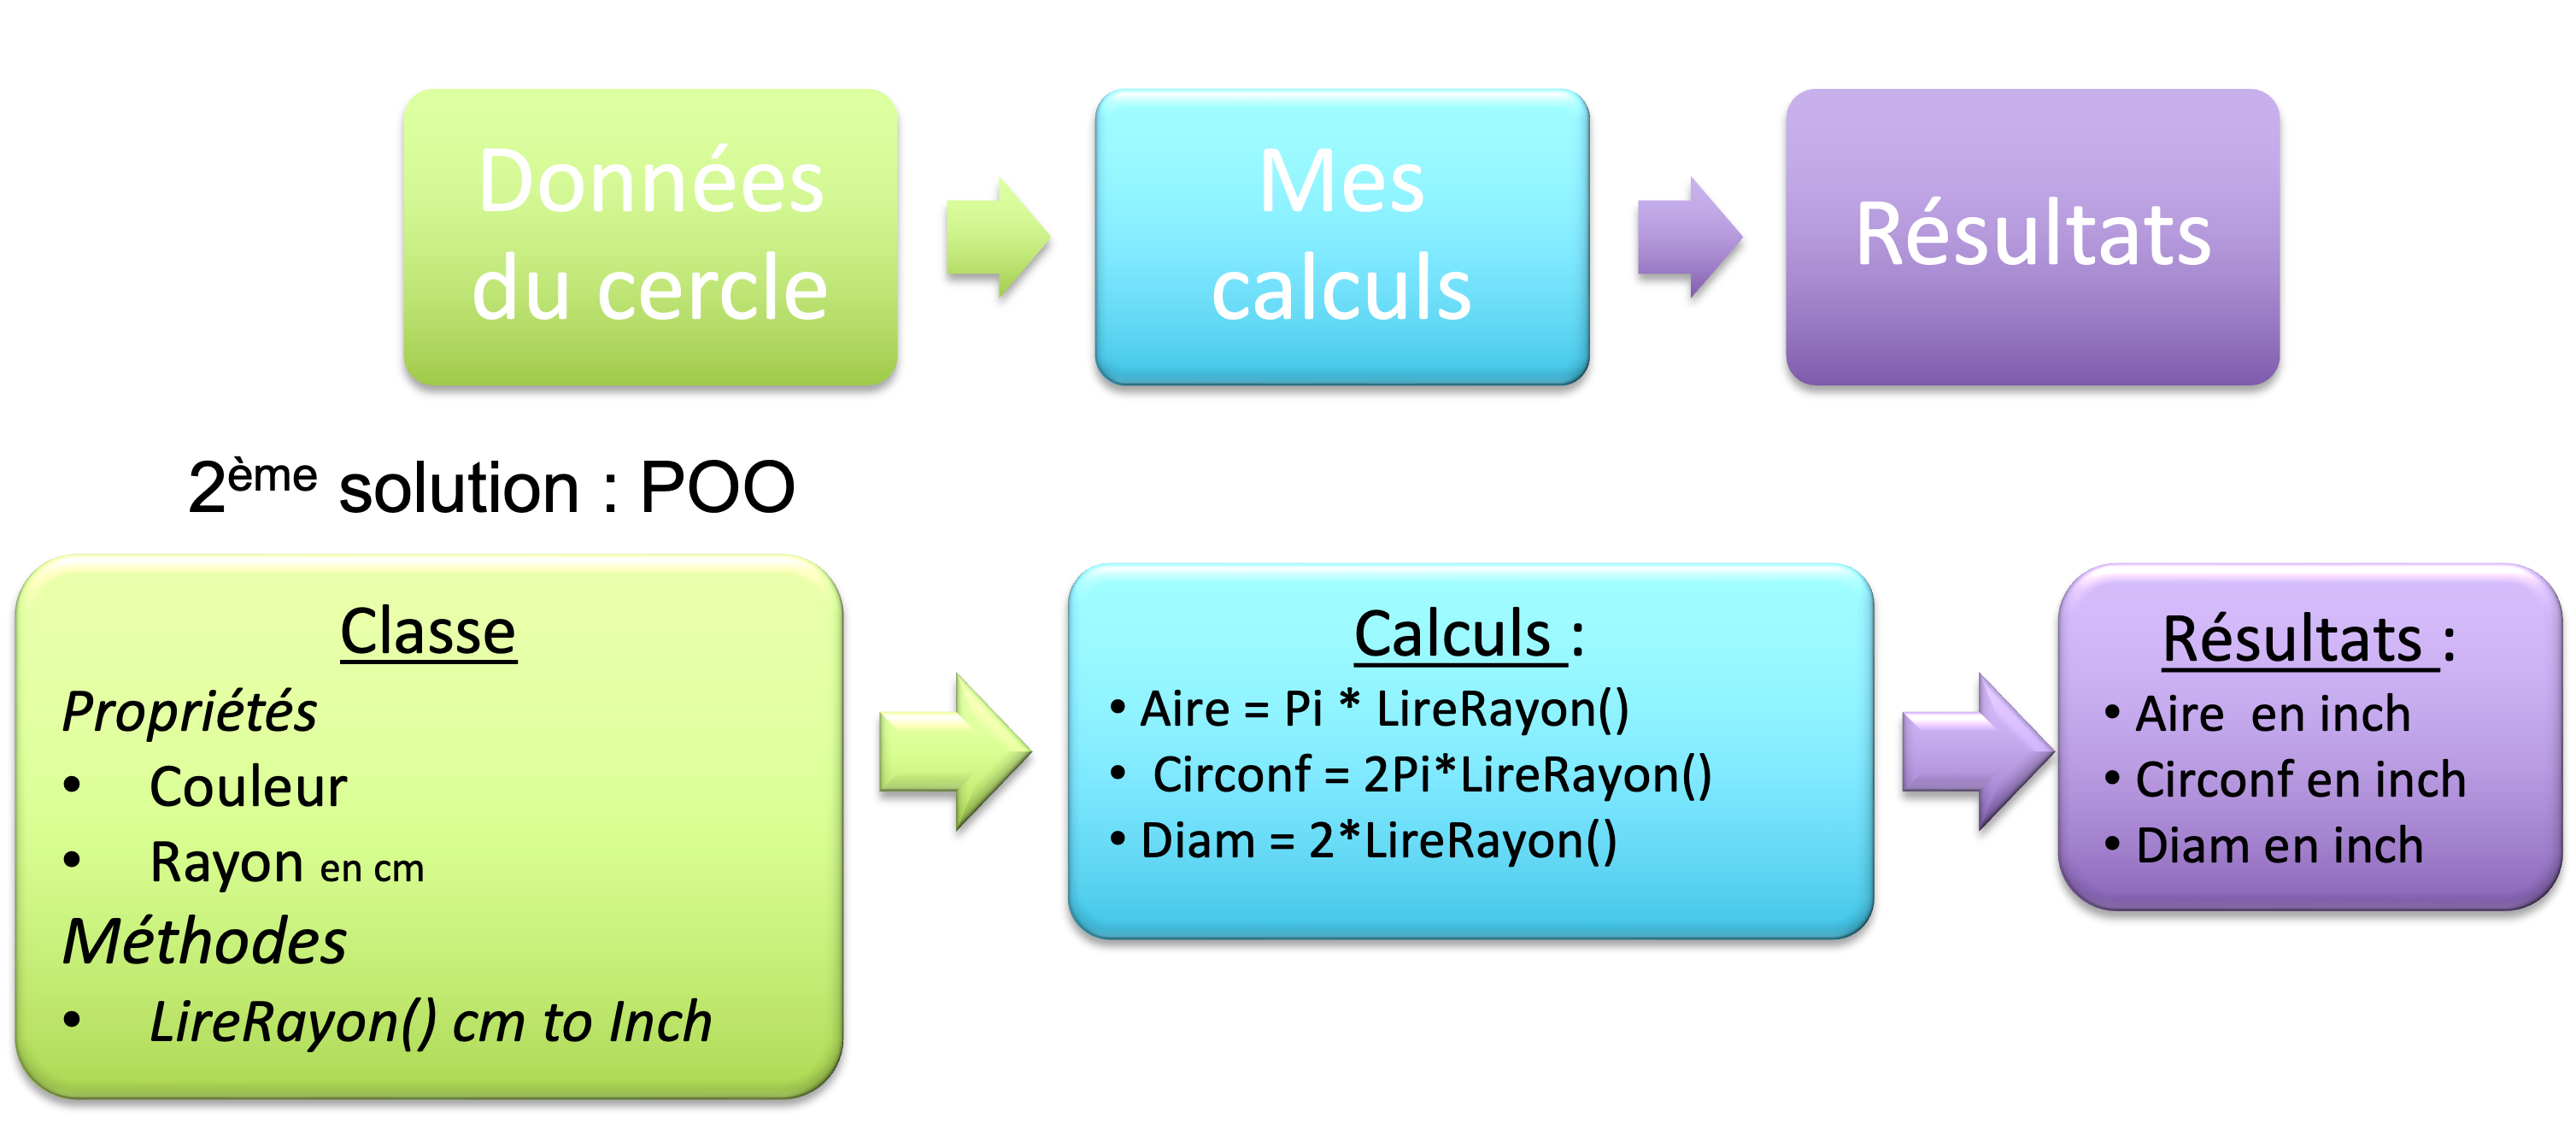 Données
du cercle
Mes
calculs
Résultats
2ème solution : POO
Classe
Propriétés
• Couleur
• Rayon en cm
Méthodes
• LireRayon() cm to Inch
Calculs :
• Aire = Pi * LireRayon()
• Circonf = 2Pi*LireRayon()
• Diam = 2*LireRayon()
Résultats :
• Aire en inch
• Circonf en inch
• Diam en inch